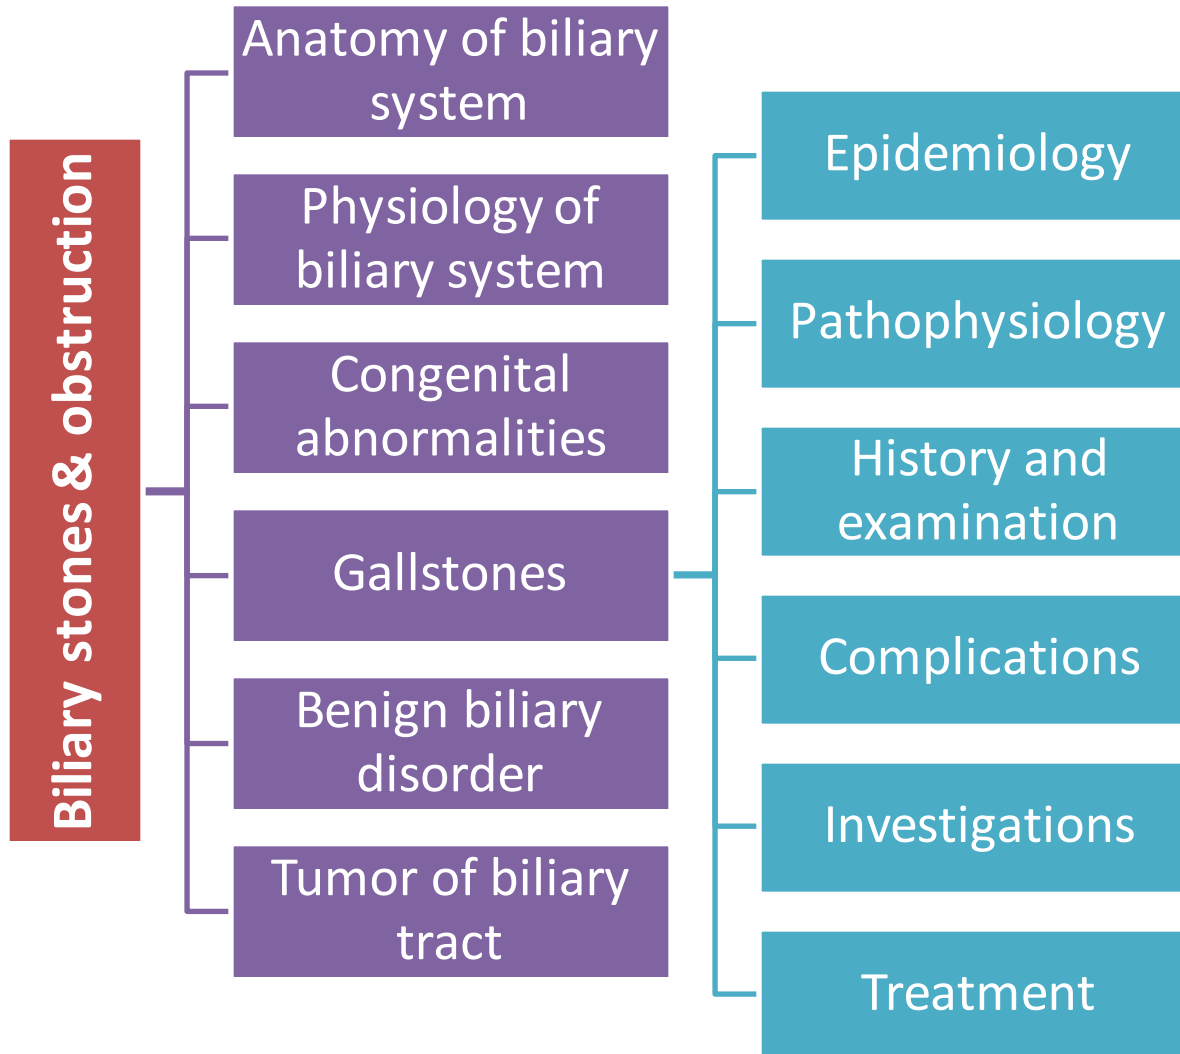 Biliary stones & obstruction
Anatomy of biliary
system
Physiology of
biliary system
Congenital
abnormalities
Gallstones
Benign biliary
disorder
Tumor of biliary
tract
Epidemiology
Pathophysiology
History and
examination
Complications
Investigations
Treatment